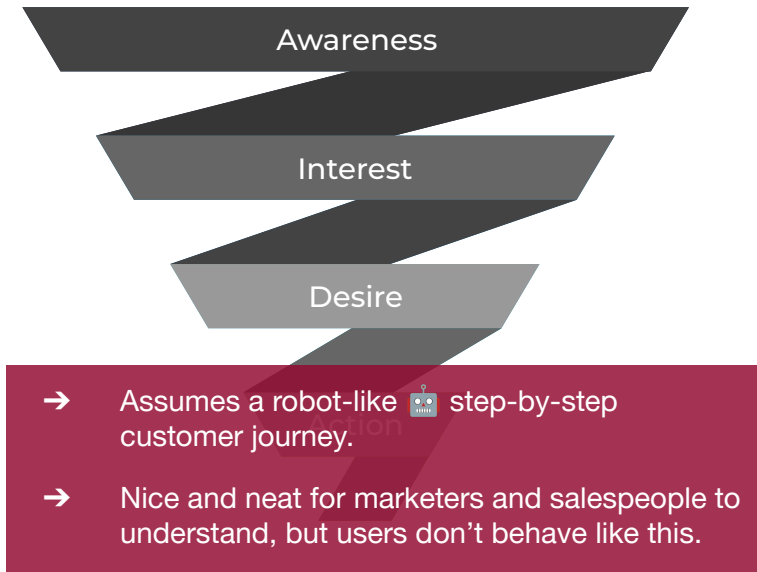 Awareness
Interest
Desire
Action
➔ Assumes a robot-like 🤖 step-by-step
customer journey.
➔ Nice and neat for marketers and salespeople to
understand, but users don’t behave like this.